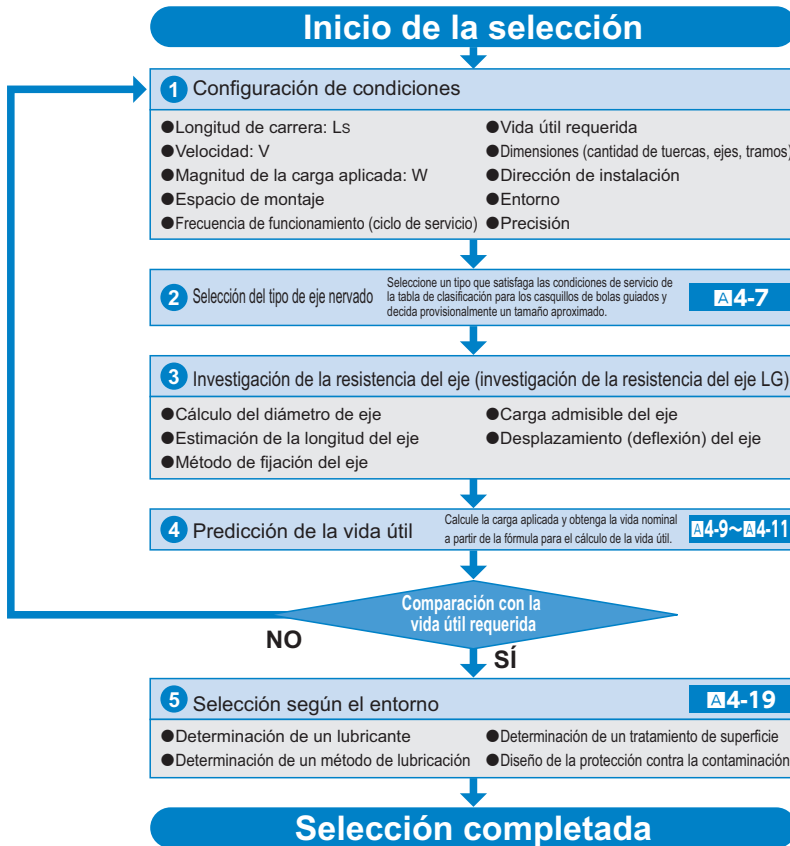 Inicio de la selección
1 Configuración de condiciones
●Longitud de carrera: Ls
●Velocidad: V
●Magnitud de la carga aplicada: W
●Espacio de montaje
●Frecuencia de funcionamiento (ciclo de servicio)
●Vida útil requerida
●Dimensiones (cantidad de tuercas, ejes, tramos)
●Dirección de instalación
●Entorno
●Precisión
2 Selección del tipo de eje nervado
Seleccione un tipo que satisfaga las condiciones de servicio de
la tabla de clasificación para los casquillos de bolas guiados y
decida provisionalmente un tamaño aproximado.
A4-7
3 Investigación de la resistencia del eje (investigación de la resistencia del eje LG)
●Cálculo del diámetro de eje
●Estimación de la longitud del eje
●Método de fijación del eje
●Carga admisible del eje
●Desplazamiento (deflexión) del eje
4 Predicción de la vida útil
Calcule la carga aplicada y obtenga la vida nominal
a partir de la fórmula para el cálculo de la vida útil.
A4-9~A4-11
Comparación con la
vida útil requerida
NO
SÍ
5 Selección según el entorno
A4-19
●Determinación de un lubricante
●Determinación de un método de lubricación
●Determinación de un tratamiento de superficie
●Diseño de la protección contra la contaminación
Selección completada